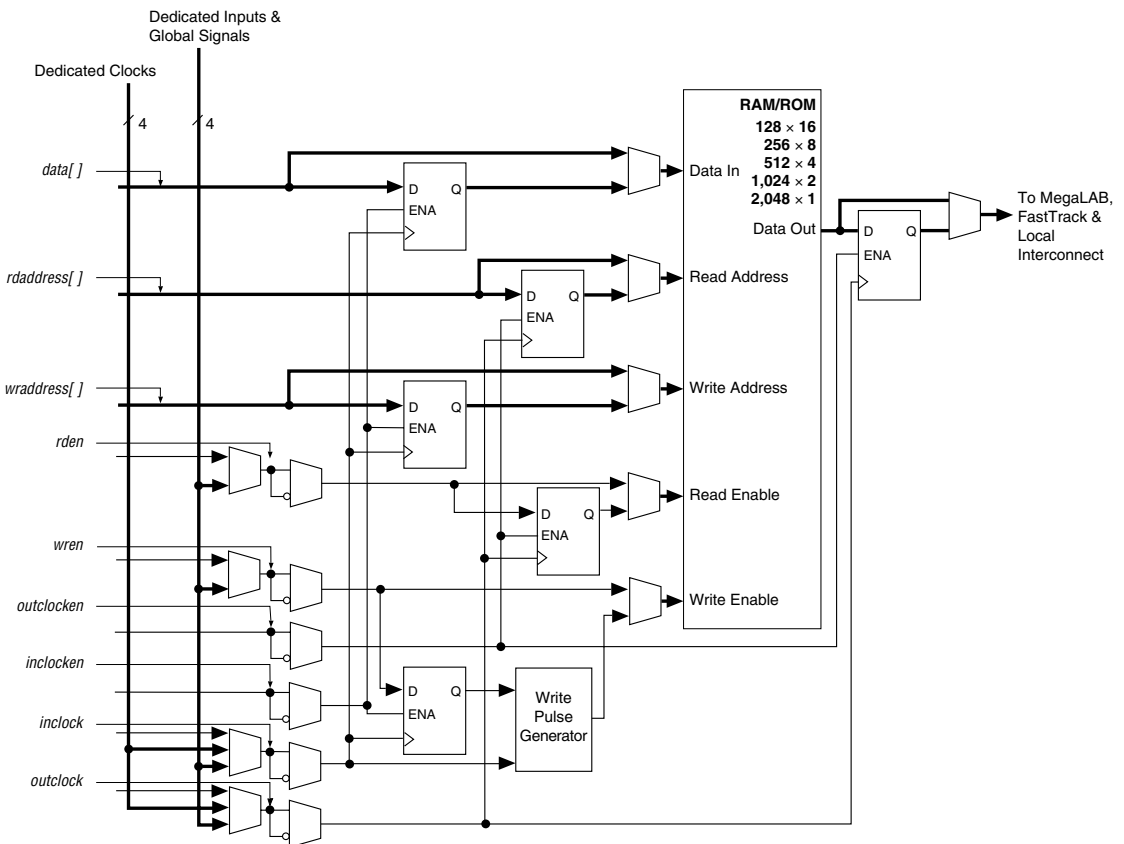 Dedicated Inputs &
Global Signals
Dedicated Clocks
4
4
RAM/ROM
128 × 16
256 × 8
512 × 4
1,024 × 2
2,048 × 1
data[ ]
D
Q
ENA
Data In
Data Out
D
Q
ENA
To MegaLAB,
FastTrack &
Local
Interconnect
rdaddress[ ]
D
Q
ENA
Read Address
wraddress[ ]
D
Q
ENA
Write Address
rden
D
Q
ENA
Read Enable
wren
Write Enable
outclocken
inclocken
D
Q
ENA
Write
Pulse
Generator
inclock
outclock